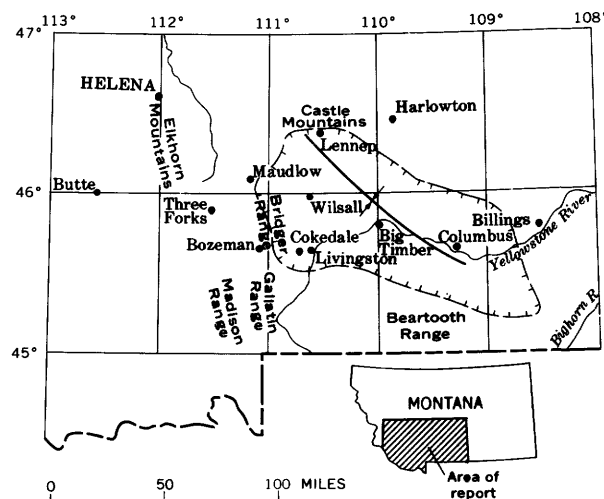 113° 112° 111° 110° 109° 108°
47°
HELENA
Elkhorn
Mountains
Castle
Mountains
Harlowton
Lennep
Maudlow
Butte
46°
Three
Forks
Wilsall
Bridger
Range
Big
Timber
Billings
Columbus
Yellowstone River
Bozeman
Cokedale
Livingston
Gallatin
Range
Madison
Range
Beartooth
Range
Bighorn R
45°
MONTANA
Area of
report
0 50 100 MILES